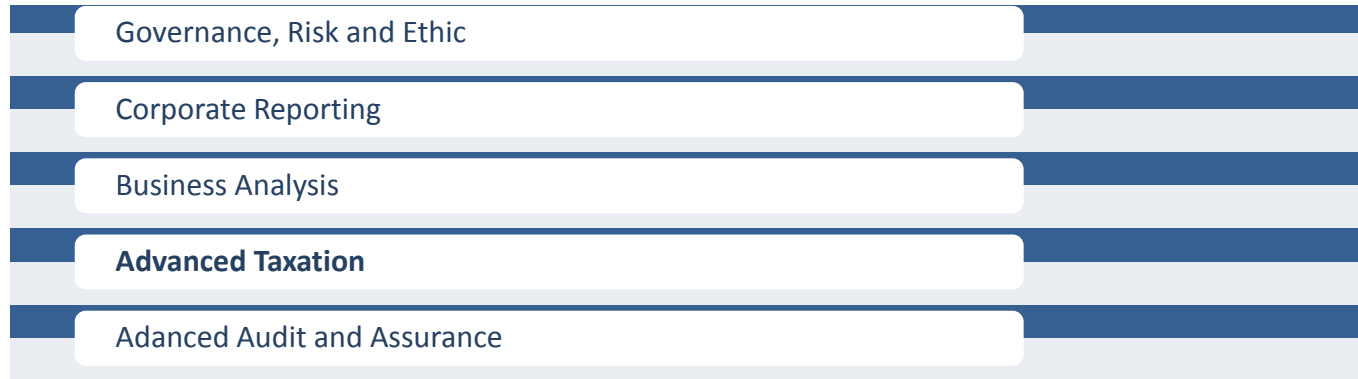 Governance, Risk and Ethic
Corporate Reporting
Business Analysis
Advanced Taxation
Adanced Audit and Assurance